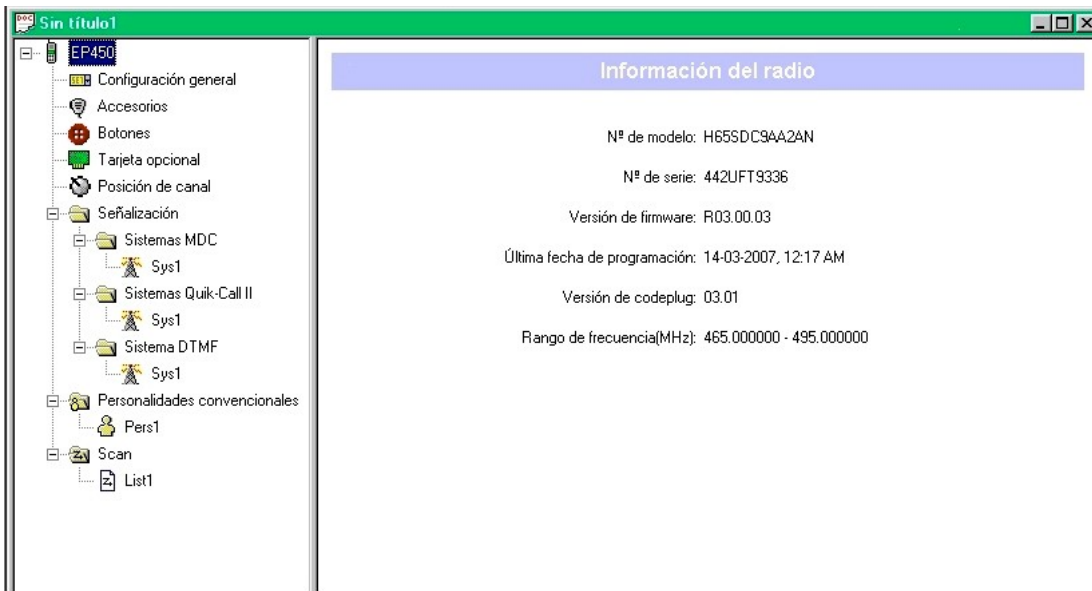 Sin título1
EP450
Configuración general
Accesorios
Botones
Tarjeta opcional
Posición de canal
Señalización
Sistemas MDC
Sys1
Sistemas Quik-Call II
Sys1
Sistema DTMF
Sys1
Personalidades convencionales
Pers1
Scan
List1
Información del radio
Nº de modelo: H65SDC9AA2AN
Nº de serie: 442UFT9336
Versión de firmware: R03.00.03
Última fecha de programación: 14-03-2007, 12:17 AM
Versión de codeplug: 03.01
Rango de frecuencia(MHz): 465.000000 - 495.000000